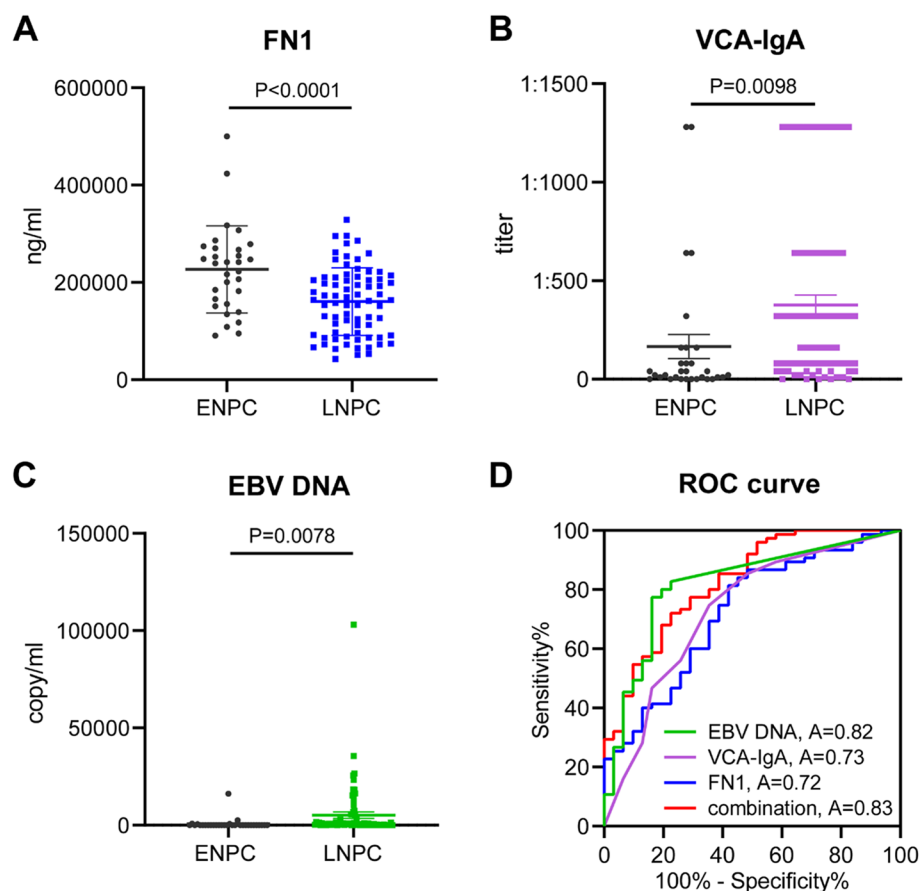 A
FN1
P<0.0001
600000
400000
200000
0
ng/ml
ENPC
LNPC
B
VCA-IgA
P=0.0098
1:1500
1:1000
1:500
0
titer
ENPC
LNPC
C
EBV DNA
P=0.0078
150000
100000
50000
0
copy/ml
ENPC
LNPC
D
ROC curve
100
80
60
40
20
0
Sensitivity%
EBV DNA, A=0.82
VCA-IgA, A=0.73
FN1, A=0.72
combination, A=0.83
0 20 40 60 80 100
100% - Specificity%